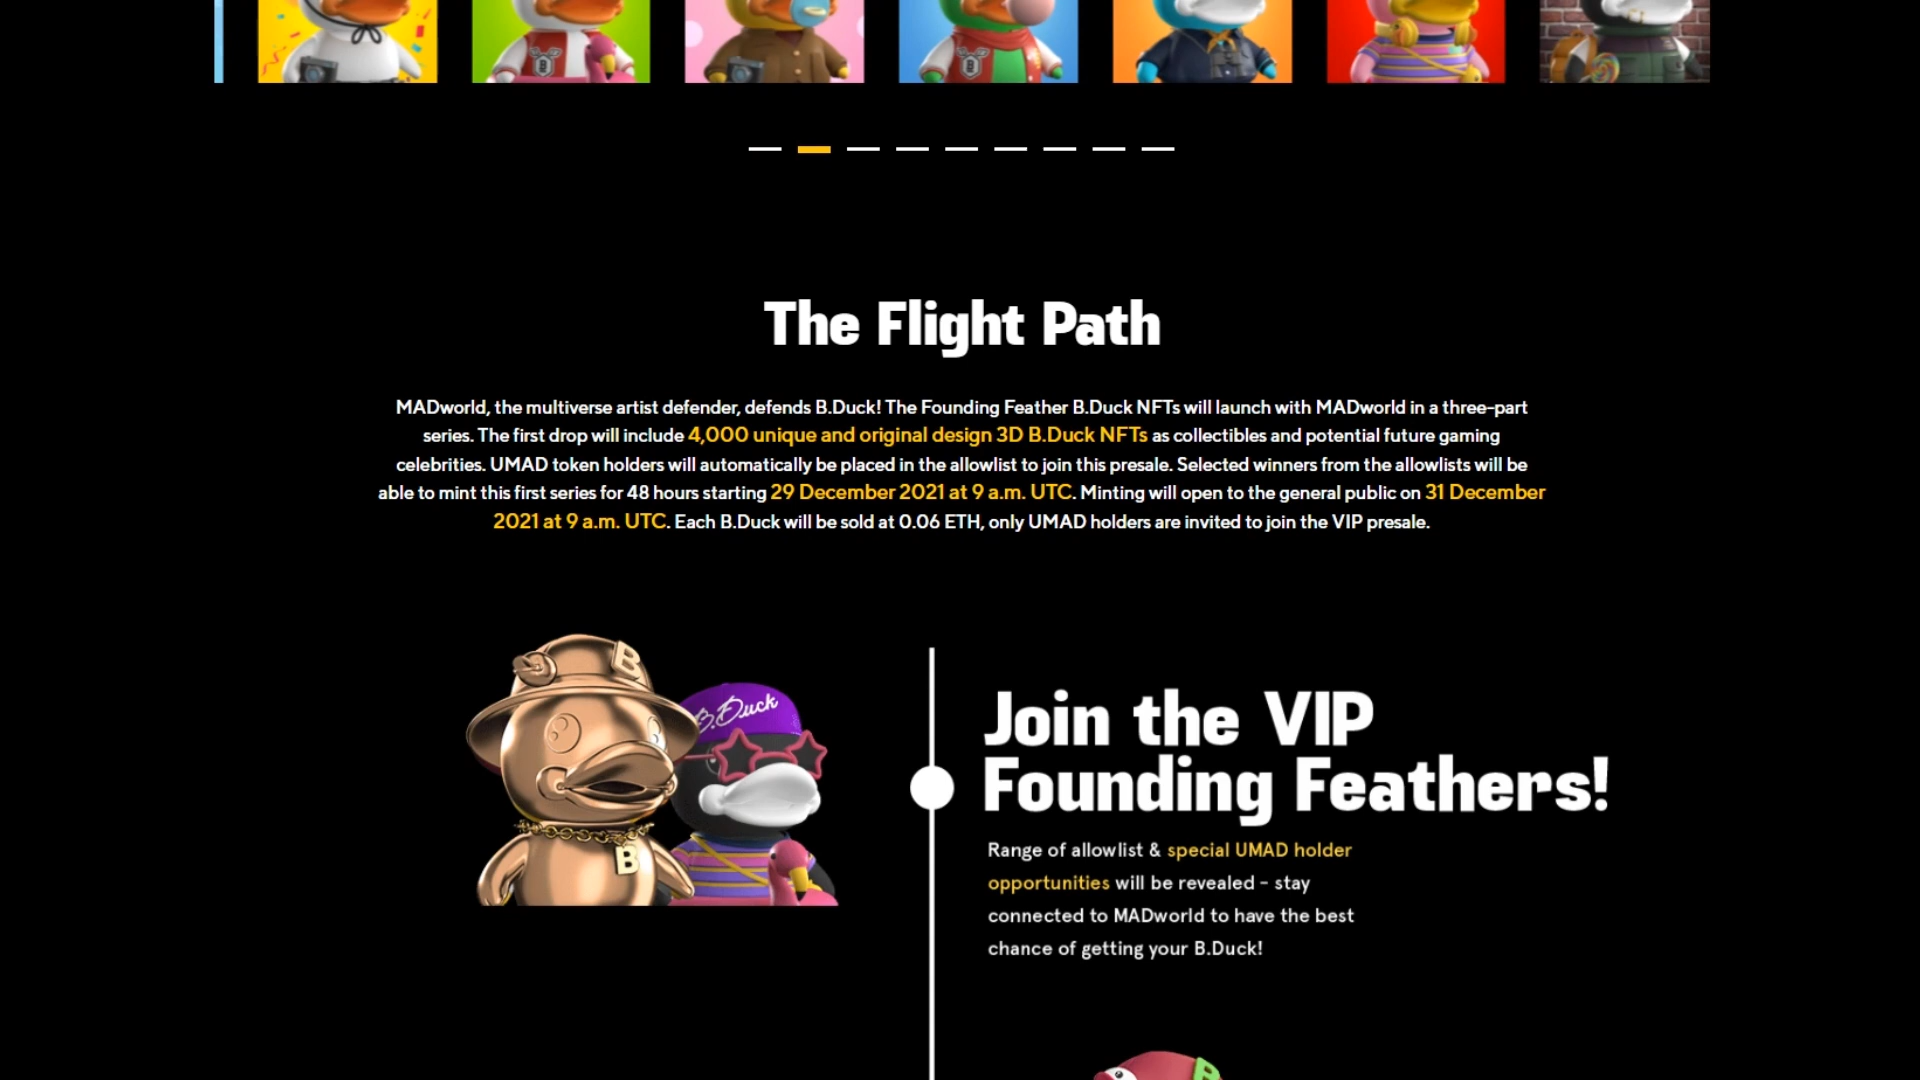 B
B
The Flight Path
MADworld, the multiverse artist defender, defends B.Duck! The Founding Feather B.Duck NFTs will launch with MADworld in a three-part
series. The first drop will include 4,000 unique and original design 3D B.Duck NFTs as collectibles and potential future gaming
celebrities. UMAD token holders will automatically be placed in the allowlist to join this presale. Selected winners from the allowlists will be
able to mint this first series for 48 hours starting 29 December 2021 at 9 a.m. UTC. Minting will open to the general public on 31 December
2021 at 9 a.m. UTC. Each B.Duck will be sold at 0.06 ETH, only UMAD holders are invited to join the VIP presale.
B
B.Duck
B
Join the VIP
Founding Feathers!
Range of allowlist & special UMAD holder
opportunities will be revealed - stay
connected to MADworld to have the best
chance of getting your B.Duck!
B